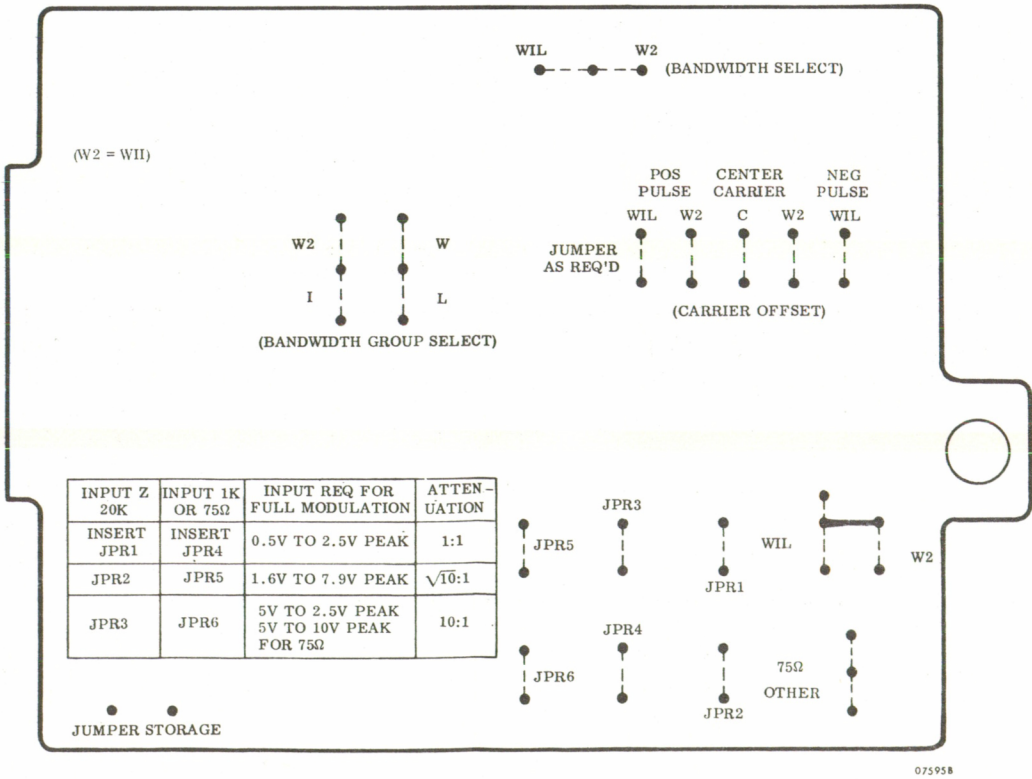 WIL W2
(BANDWIDTH SELECT)
(W2 = WII)
POS PULSE CENTER CARRIER NEG PULSE
WIL W2 C W2 WIL
JUMPER AS REQ'D
(CARRIER OFFSET)
W2 W
I L
(BANDWIDTH GROUP SELECT)
INPUT Z 20K INPUT 1K OR 75Ω INPUT REQ FOR FULL MODULATION ATTEN-UATION
INSERT JPR1 INSERT JPR4 0.5V TO 2.5V PEAK 1:1
JPR2 JPR5 1.6V TO 7.9V PEAK √10:1
JPR3 JPR6 5V TO 2.5V PEAK 5V TO 10V PEAK FOR 75Ω 10:1
JPR5
JPR3
JPR1
WIL
W2
JPR6
JPR4
JPR2
75Ω
OTHER
JUMPER STORAGE
075958